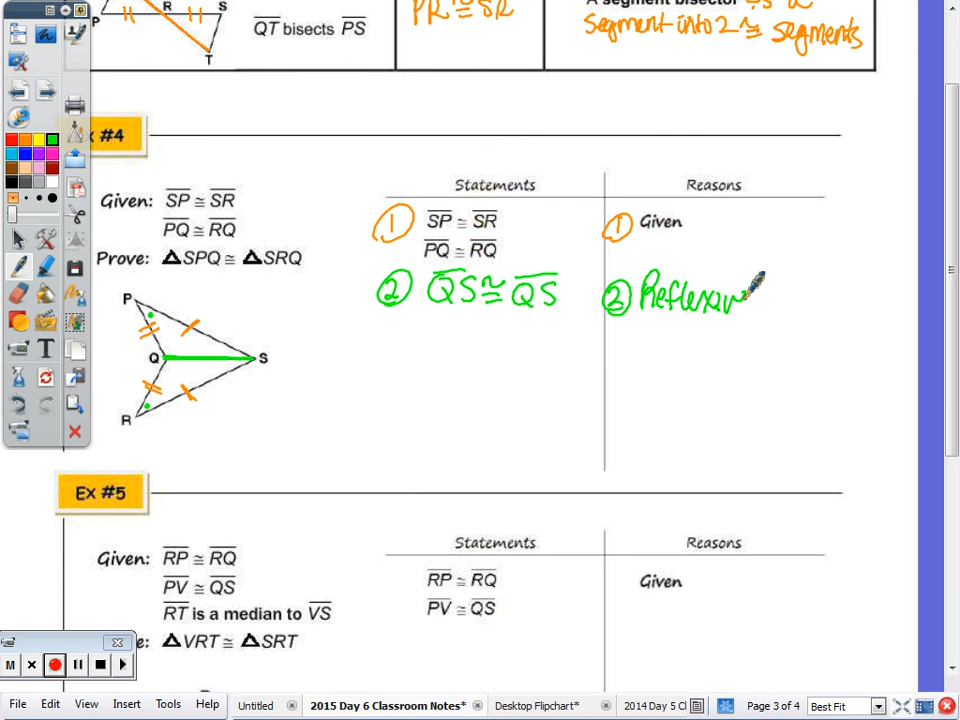 P
R
S
T
QT bisects PS
PR ≅ SR
A segment bisector
segment into 2 ≅ segments
Ex #4
Given: SP ≅ SR
PQ ≅ RQ
Prove: △SPQ ≅ △SRQ
P
Q
S
R
Statements
Reasons
① SP ≅ SR
① Given
PQ ≅ RQ
② QS ≅ QS
② Reflexiv
Ex #5
Given: RP ≅ RQ
PV ≅ QS
RT is a median to VS
e: △VRT ≅ △SRT
Statements
Reasons
RP ≅ RQ
Given
PV ≅ QS
M
File Edit View Insert Tools Help
Untitled
2015 Day 6 Classroom Notes*
Desktop Flipchart*
2014 Day 5 Cl
Page 3 of 4
Best Fit